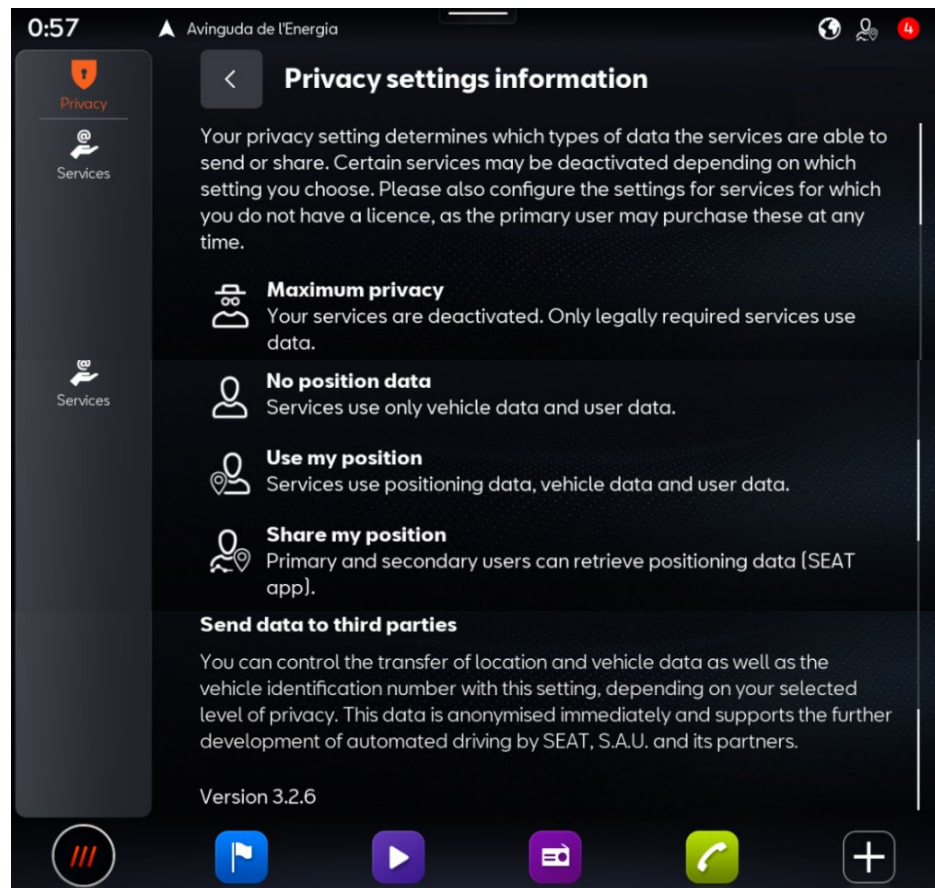 0:57
Avinguda de l'Energia
4
Privacy
Services
Privacy settings information
Your privacy setting determines which types of data the services are able to
send or share. Certain services may be deactivated depending on which
setting you choose. Please also configure the settings for services for which
you do not have a licence, as the primary user may purchase these at any
time.
Maximum privacy
Your services are deactivated. Only legally required services use
data.
Services
No position data
Services use only vehicle data and user data.
Use my position
Services use positioning data, vehicle data and user data.
Share my position
Primary and secondary users can retrieve positioning data (SEAT
app).
Send data to third parties
You can control the transfer of location and vehicle data as well as the
vehicle identification number with this setting, depending on your selected
level of privacy. This data is anonymised immediately and supports the further
development of automated driving by SEAT, S.A.U. and its partners.
Version 3.2.6